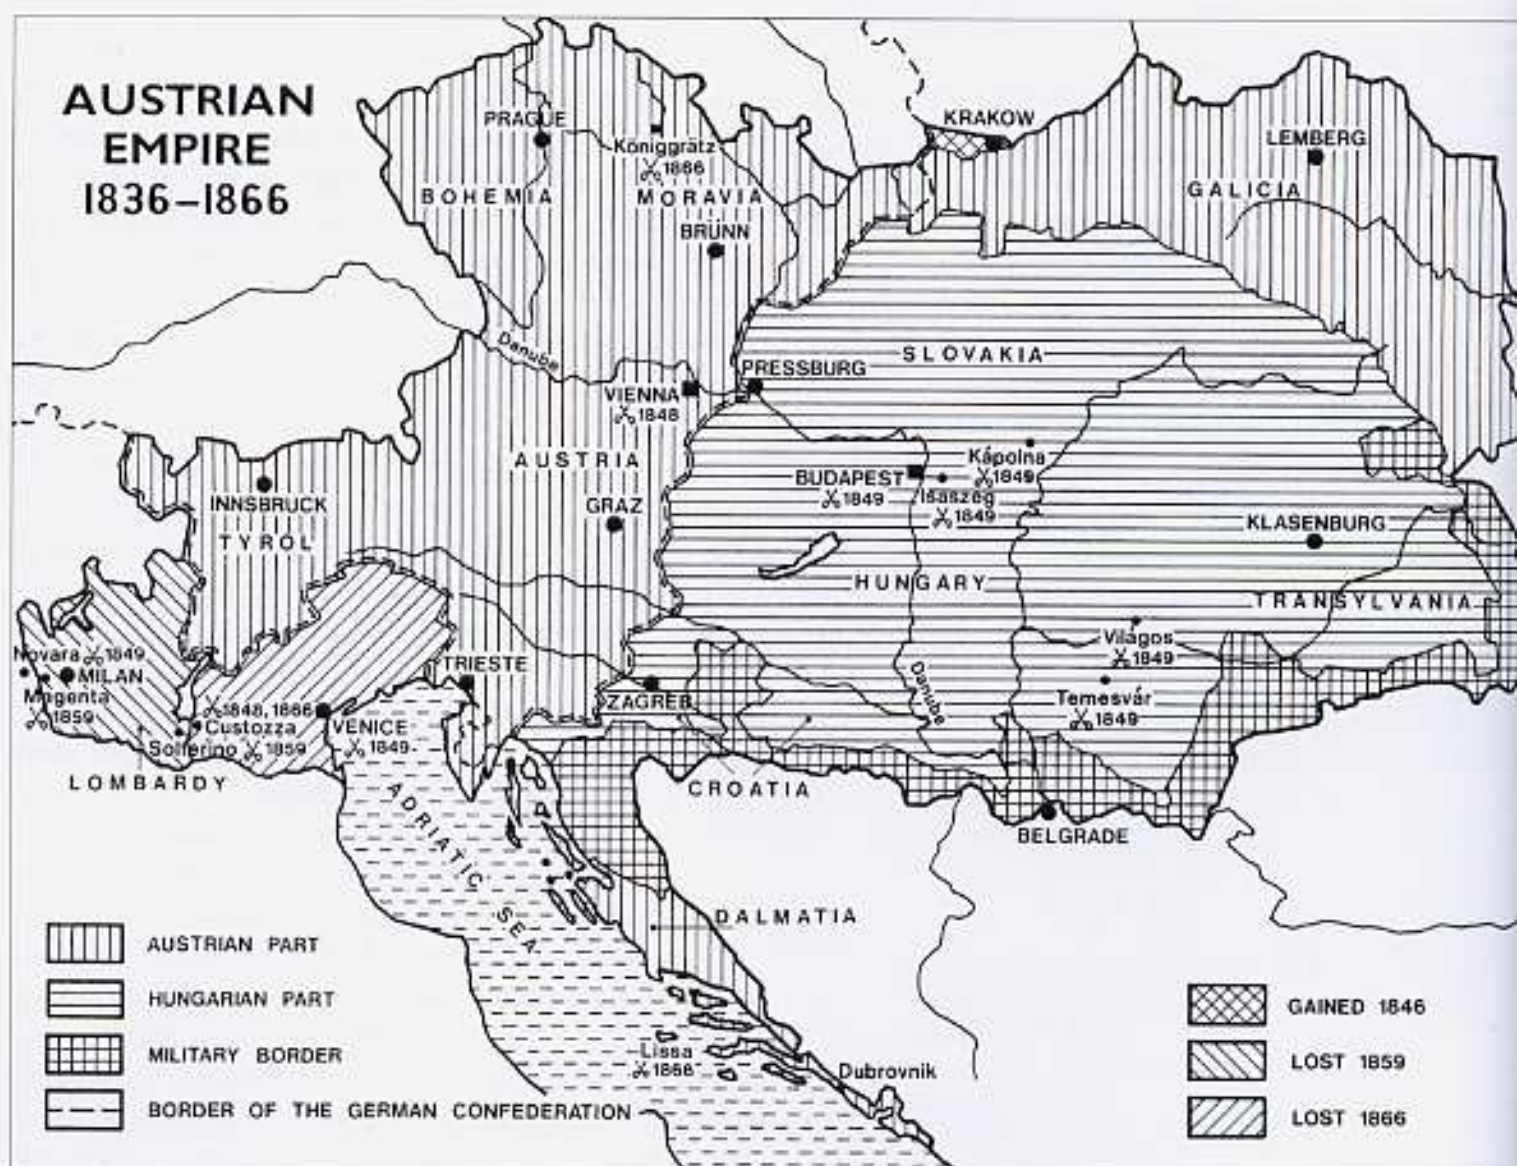 AUSTRIAN
EMPIRE
1836–1866
PRAGUE
Königgrätz
1866
BOHEMIA
MORAVIA
BRÜNN
KRAKOW
LEMBERG
GALICIA
Danube
VIENNA
1848
PRESSBURG
SLOVAKIA
AUSTRIA
GRAZ
INNSBRUCK
TYROL
BUDAPEST
1849
Kápolna
1849
Isaszeg
1849
KLASENBURG
HUNGARY
TRANSYLVANIA
Világos
1849
Temesvár
1849
Danube
Novara 1849
MILAN
Magenta
1859
1848, 1866
Custozza
Solferino 1859
LOMBARDY
VENICE
1849
TRIESTE
ZAGREB
CROATIA
BELGRADE
ADRIATIC SEA
DALMATIA
Lissa
1866
Dubrovnik
AUSTRIAN PART
HUNGARIAN PART
MILITARY BORDER
BORDER OF THE GERMAN CONFEDERATION
GAINED 1846
LOST 1859
LOST 1866